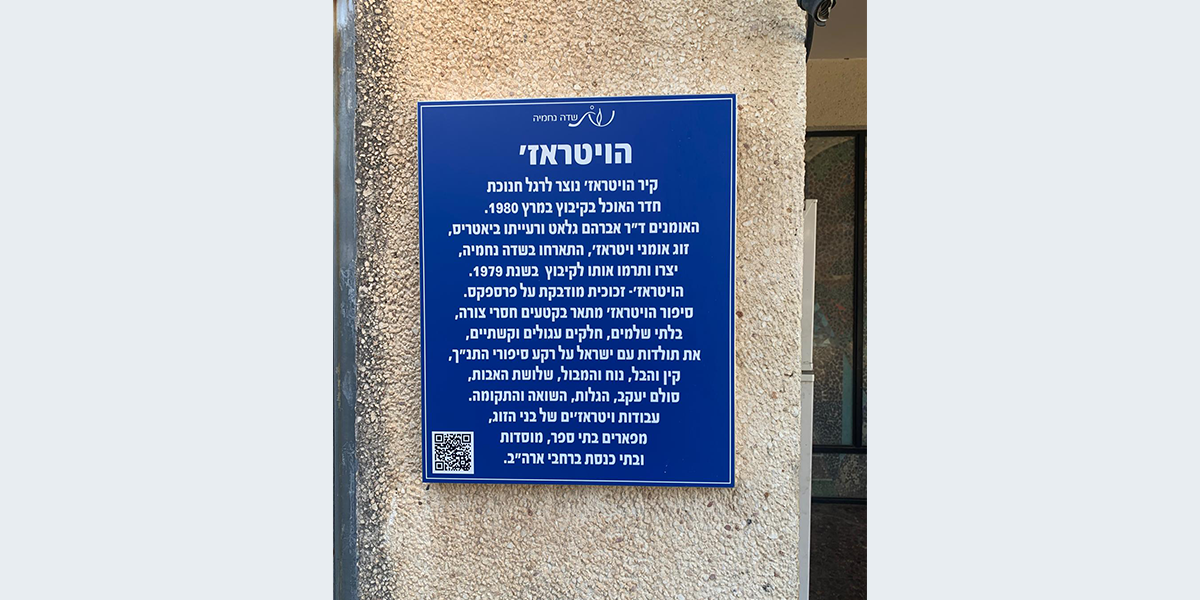 שדה נחמיה
הויטראז'
קיר הויטראז' נוצר לרגל חנוכת
חדר האוכל בקיבוץ במרץ 1980.
האומנים ד"ר אברהם גלאט ורעייתו ביאטריס,
זוג אומני ויטראז', התארחו בשדה נחמיה,
יצרו ותרמו אותו לקיבוץ בשנת 1979.
הויטראז'- זכוכית מודבקת על פרספקס.
סיפור הויטראז' מתאר בקטעים חסרי צורה,
בלתי שלמים, חלקים עגולים וקשתיים,
את תולדות עם ישראל על רקע סיפורי התנ"ך,
קין והבל, נוח והמבול, שלושת האבות,
סולם יעקב, הגלות, השואה והתקומה.
עבודות ויטראז'ים של בני הזוג,
מפארים בתי ספר, מוסדות
ובתי כנסת ברחבי ארה"ב.